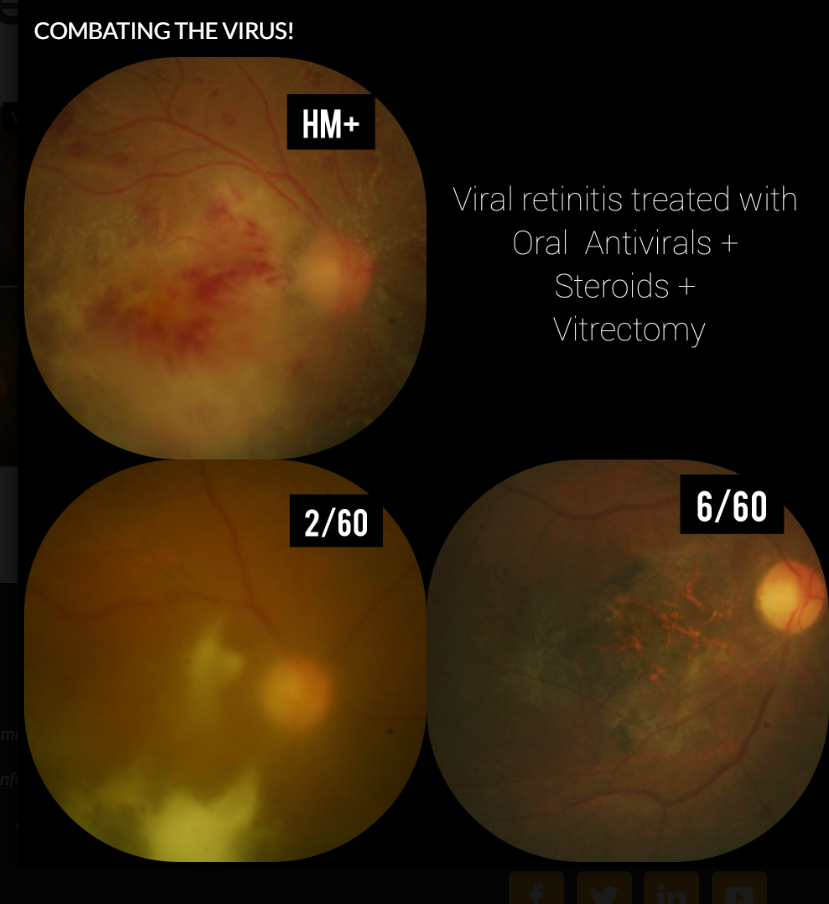 COMBATING THE VIRUS!
HM+
Viral retinitis treated with
Oral Antivirals +
Steroids +
Vitrectomy
2/60
6/60